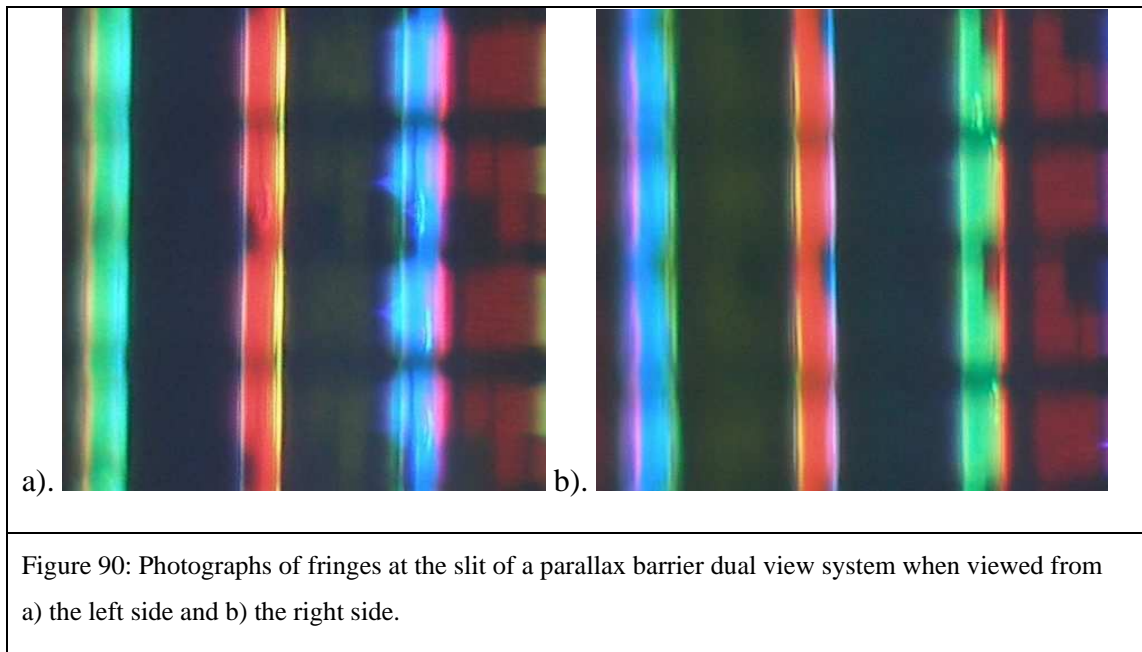 a). b).
Figure 90: Photographs of fringes at the slit of a parallax barrier dual view system when viewed from
a) the left side and b) the right side.